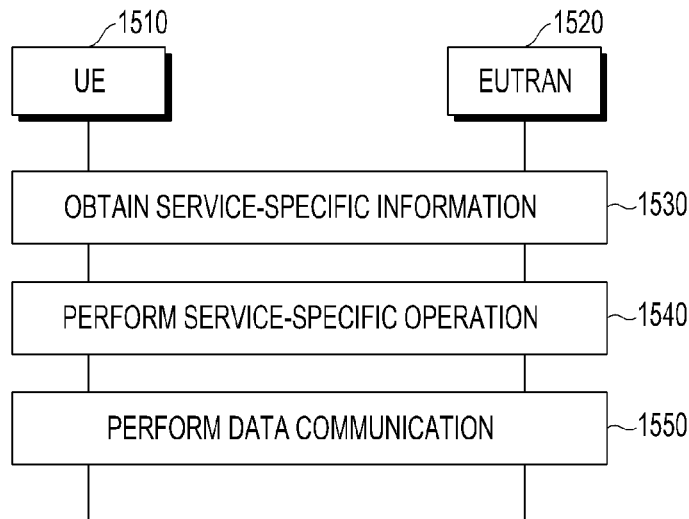 1510
1520
UE
EUTRAN
OBTAIN SERVICE-SPECIFIC INFORMATION
1530
PERFORM SERVICE-SPECIFIC OPERATION
1540
PERFORM DATA COMMUNICATION
1550